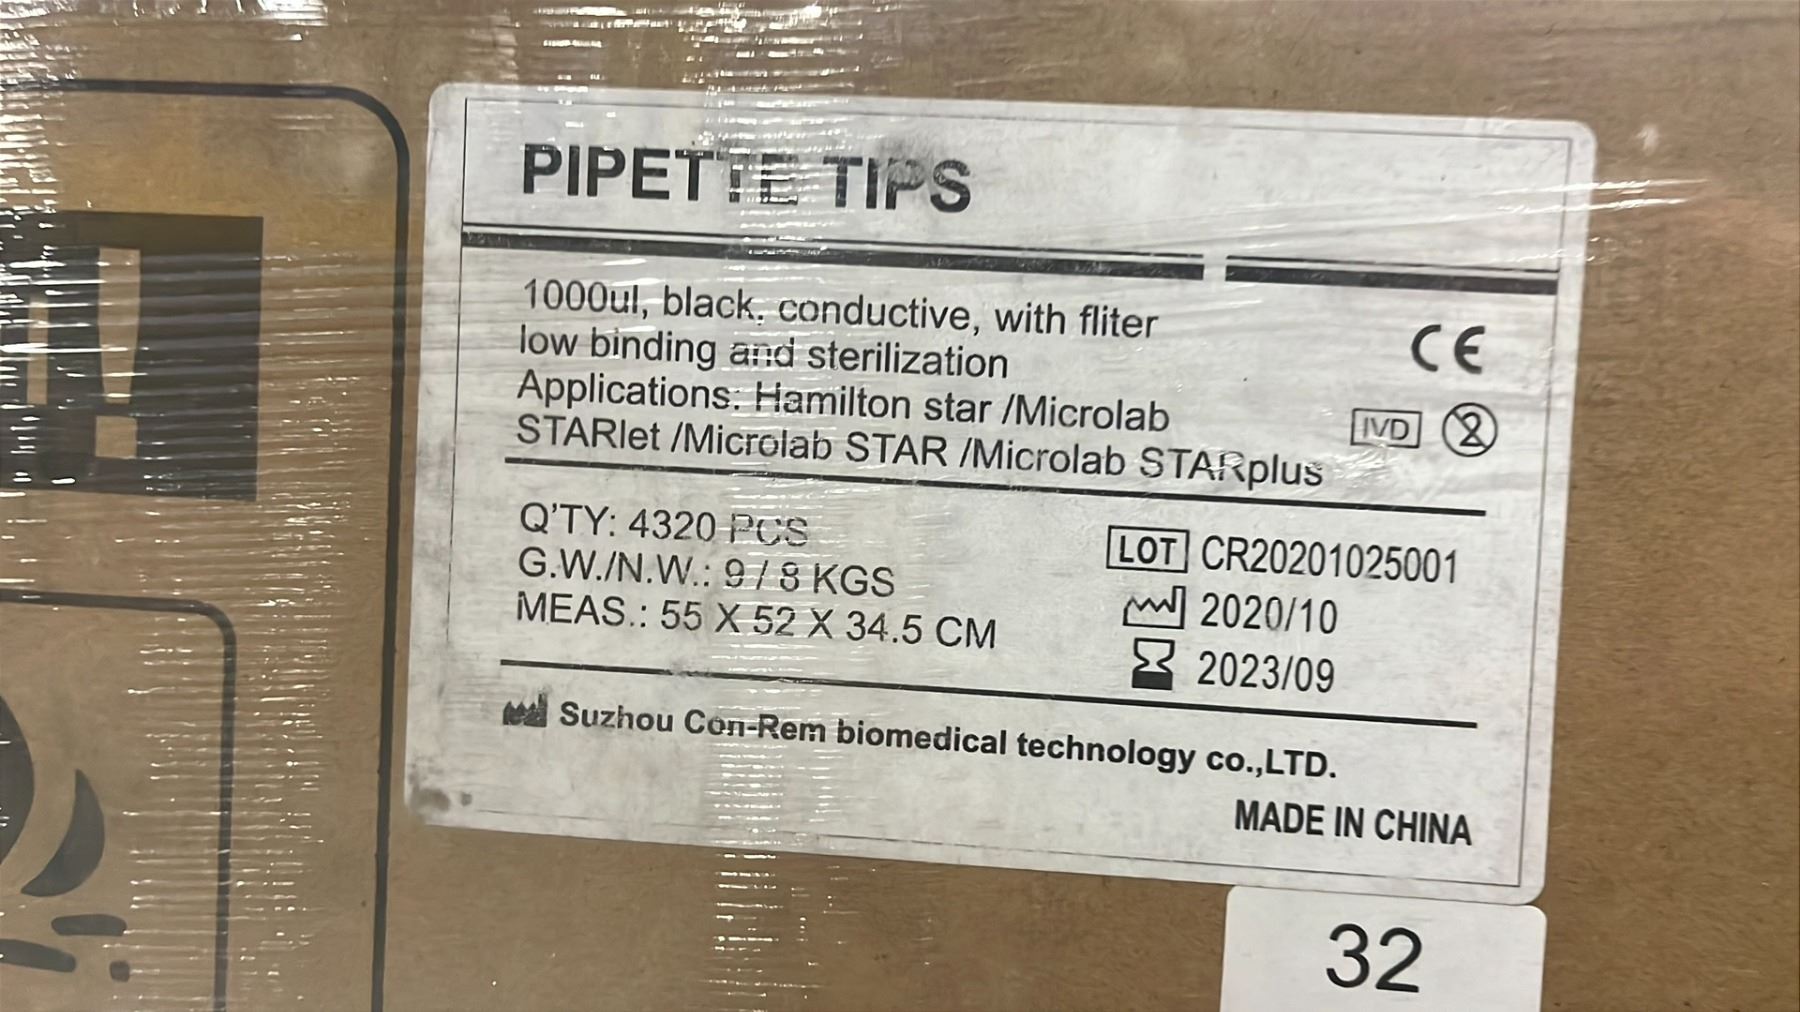 PIPETTE TIPS
1000ul, black, conductive, with fliter
low binding and sterilization
Applications: Hamilton star /Microlab
STARlet /Microlab STAR /Microlab STARplus
CE
IVD
2
Q'TY: 4320 PCS
G.W./N.W.: 9 / 8 KGS
MEAS.: 55 X 52 X 34.5 CM
LOT CR20201025001
2020/10
2023/09
Suzhou Con-Rem biomedical technology co.,LTD.
MADE IN CHINA
32